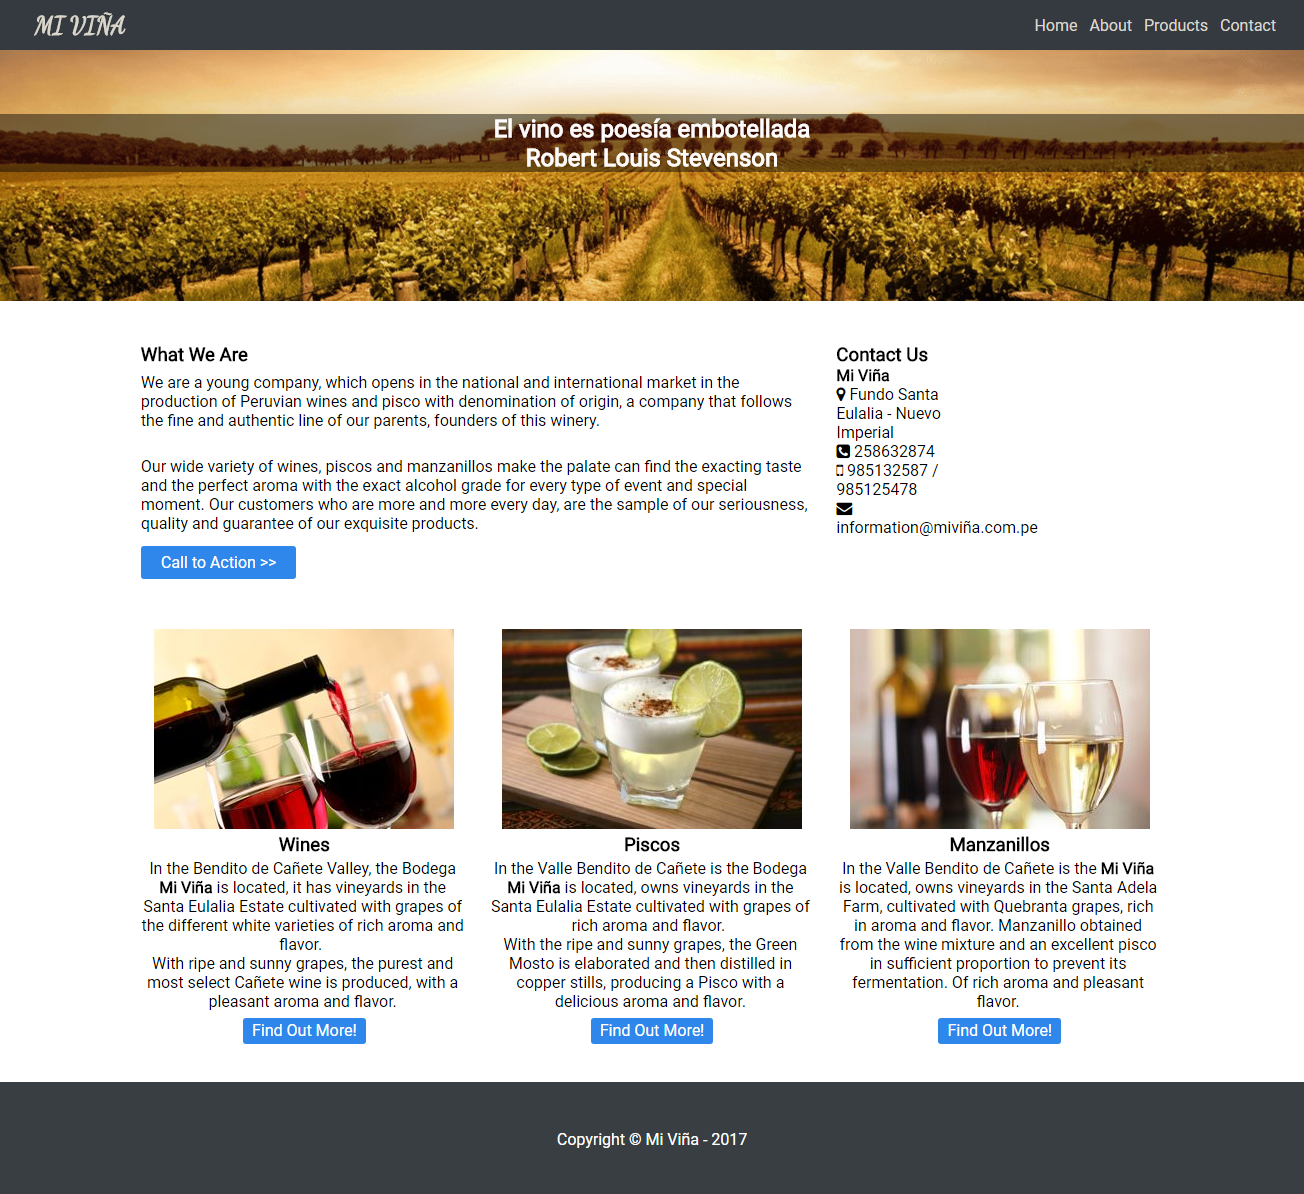 MI VIÑA
Home About Products Contact
El vino es poesía embotellada
Robert Louis Stevenson
What We Are
We are a young company, which opens in the national and international market in the
production of Peruvian wines and pisco with denomination of origin, a company that follows
the fine and authentic line of our parents, founders of this winery.
Our wide variety of wines, piscos and manzanillos make the palate can find the exacting taste
and the perfect aroma with the exact alcohol grade for every type of event and special
moment. Our customers who are more and more every day, are the sample of our seriousness,
quality and guarantee of our exquisite products.
Call to Action >>
Contact Us
Mi Viña
Fundo Santa
Eulalia - Nuevo
Imperial
258632874
985132587 /
985125478
information@miviña.com.pe
Wines
In the Bendito de Cañete Valley, the Bodega
Mi Viña is located, it has vineyards in the
Santa Eulalia Estate cultivated with grapes of
the different white varieties of rich aroma and
flavor.
With ripe and sunny grapes, the purest and
most select Cañete wine is produced, with a
pleasant aroma and flavor.
Find Out More!
Piscos
In the Valle Bendito de Cañete is the Bodega
Mi Viña is located, owns vineyards in the
Santa Eulalia Estate cultivated with grapes of
rich aroma and flavor.
With the ripe and sunny grapes, the Green
Mosto is elaborated and then distilled in
copper stills, producing a Pisco with a
delicious aroma and flavor.
Find Out More!
Manzanillos
In the Valle Bendito de Cañete is the Mi Viña
is located, owns vineyards in the Santa Adela
Farm, cultivated with Quebranta grapes, rich
in aroma and flavor. Manzanillo obtained
from the wine mixture and an excellent pisco
in sufficient proportion to prevent its
fermentation. Of rich aroma and pleasant
flavor.
Find Out More!
Copyright © Mi Viña - 2017